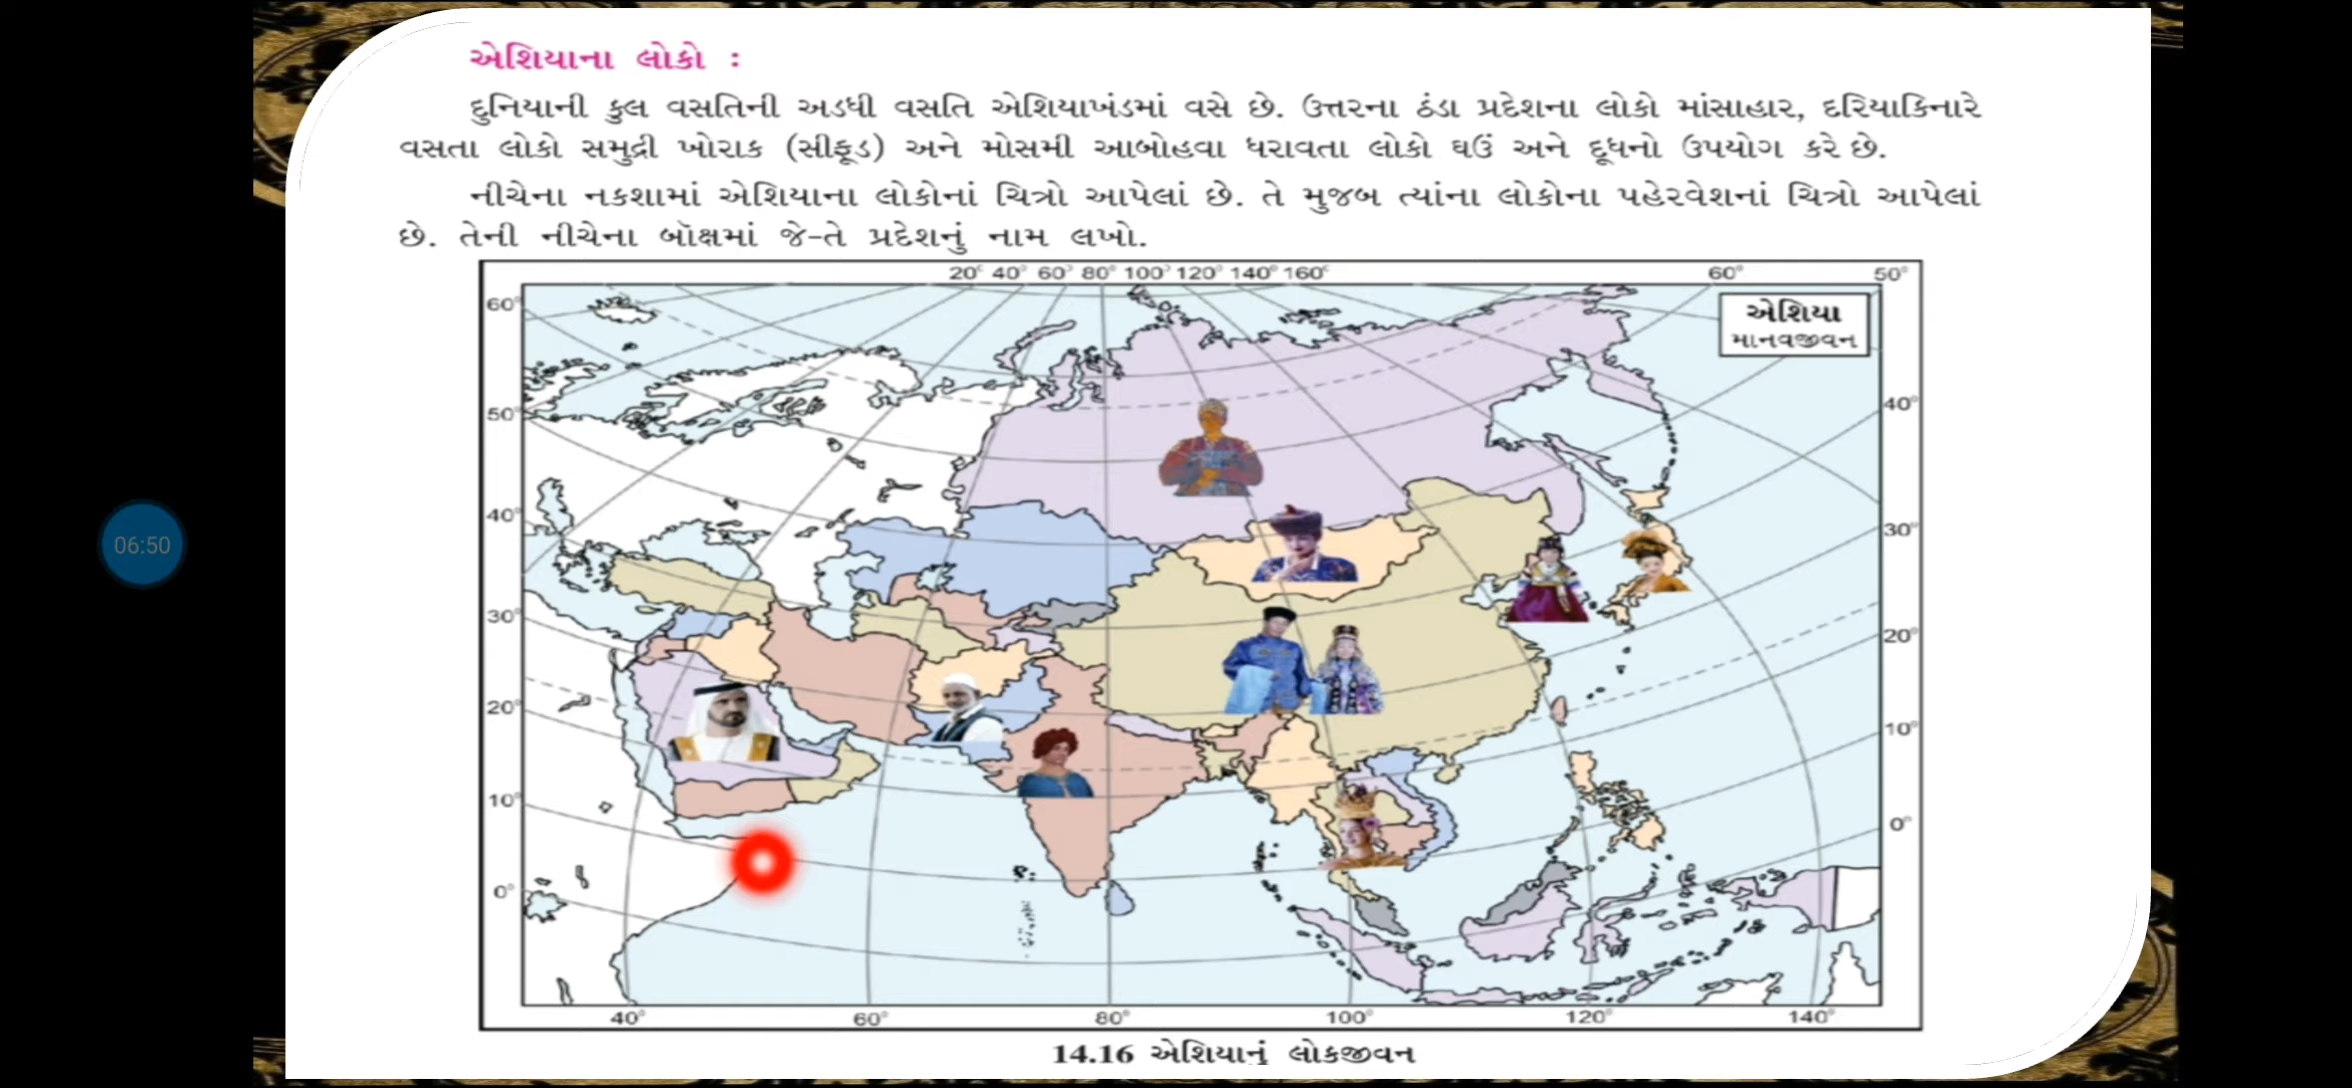 એશિયાના લોકો :
દુનિયાની કુલ વસતિની અડધી વસતિ એશિયાખંડમાં વસે છે. ઉત્તરના ઠંડા પ્રદેશના લોકો માંસાહાર, દરિયાકિનારે
વસતા લોકો સમુદ્રી ખોરાક (સીફૂડ) અને મોસમી આબોહવા ધરાવતા લોકો ઘઉં અને દૂધનો ઉપયોગ કરે છે.
નીચેના નકશામાં એશિયાના લોકોનાં ચિત્રો આપેલાં છે. તે મુજબ ત્યાંના લોકોના પહેરવેશનાં ચિત્રો આપેલાં
છે. તેની નીચેના બૉક્ષમાં જે-તે પ્રદેશનું નામ લખો.
20° 40° 60° 80° 100° 120° 140° 160° 60° 50°
60°
એશિયા
માનવજીવન
50° 40°
40° 30°
06:50
30° 20°
20° 10°
10° 0°
0°
40° 60° 80° 100° 120° 140°
14.16 એશિયાનું લોકજીવન